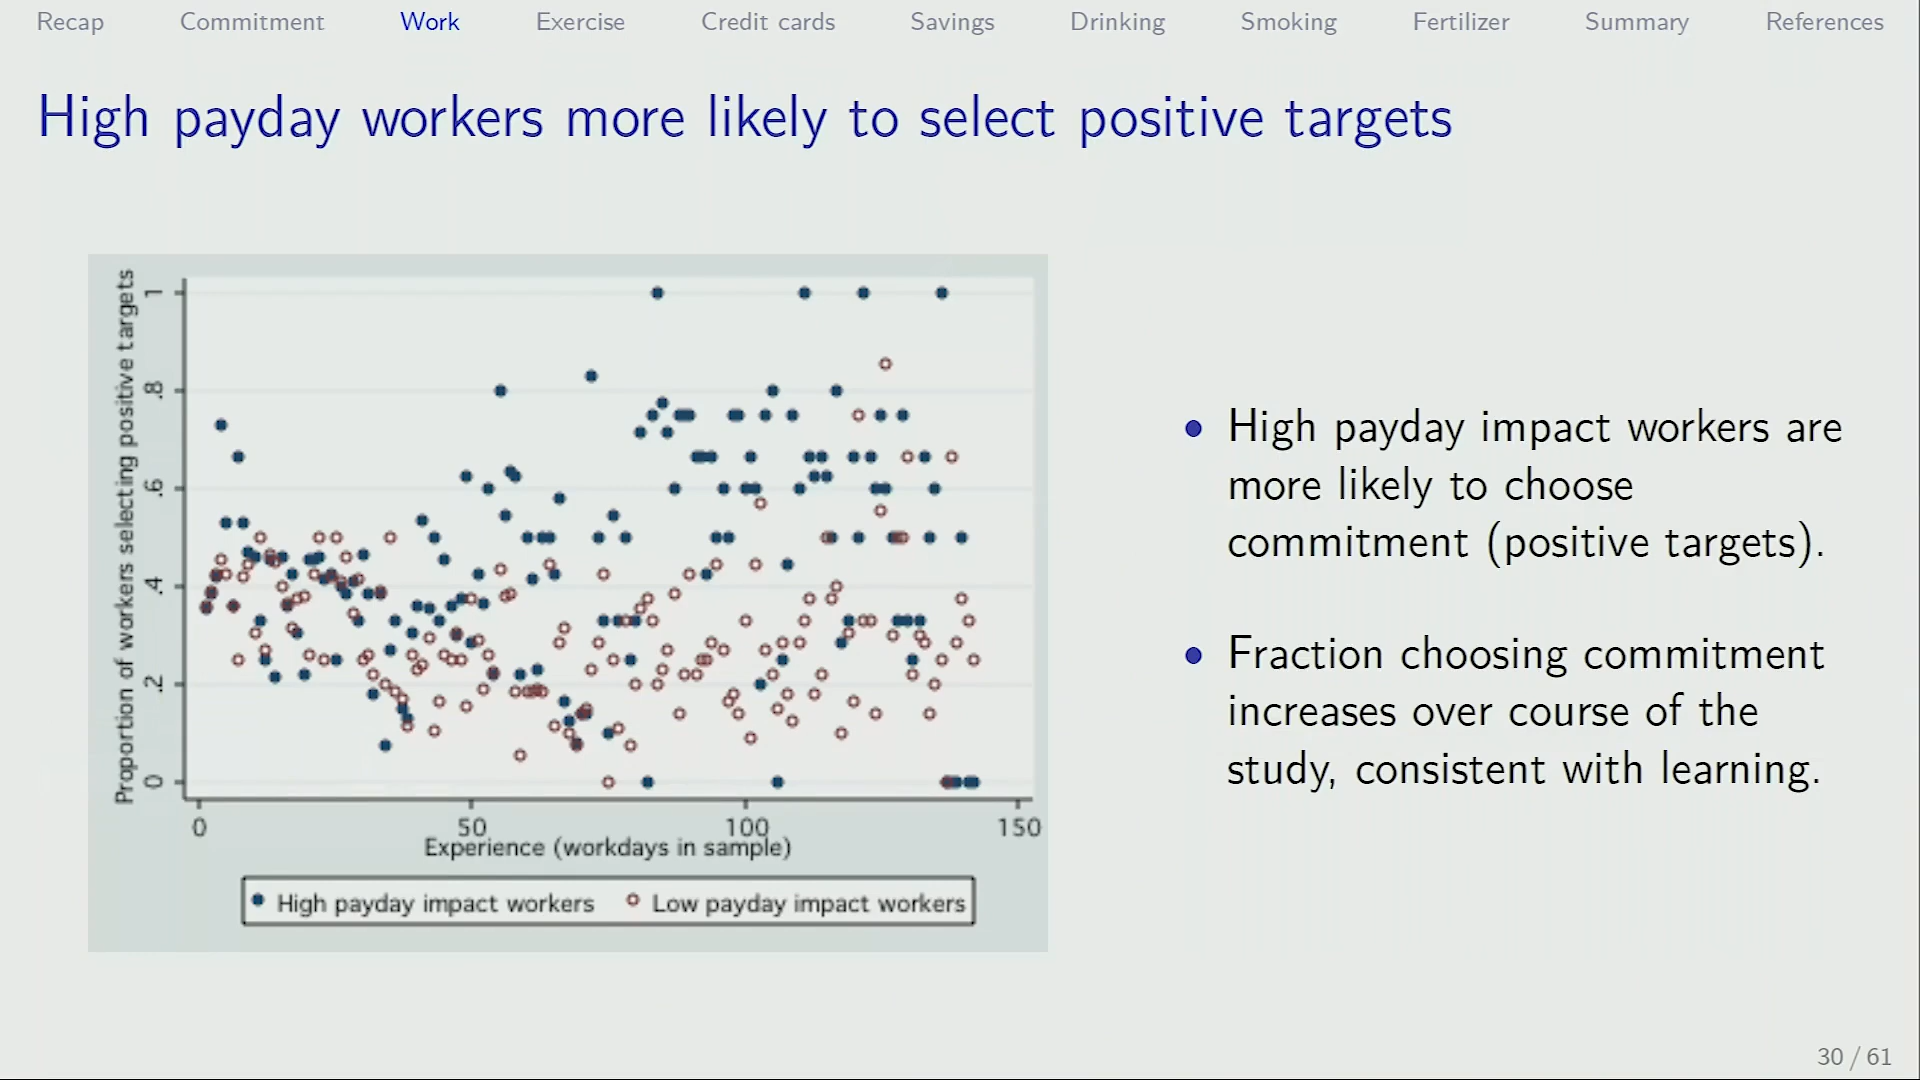 Recap Commitment Work Exercise Credit cards Savings Drinking Smoking Fertilizer Summary References
High payday workers more likely to select positive targets
Proportion of workers selecting positive targets
1
.8
.6
.4
.2
0
0 50 100 150
Experience (workdays in sample)
High payday impact workers Low payday impact workers
• High payday impact workers are
more likely to choose
commitment (positive targets).
• Fraction choosing commitment
increases over course of the
study, consistent with learning.
30 / 61